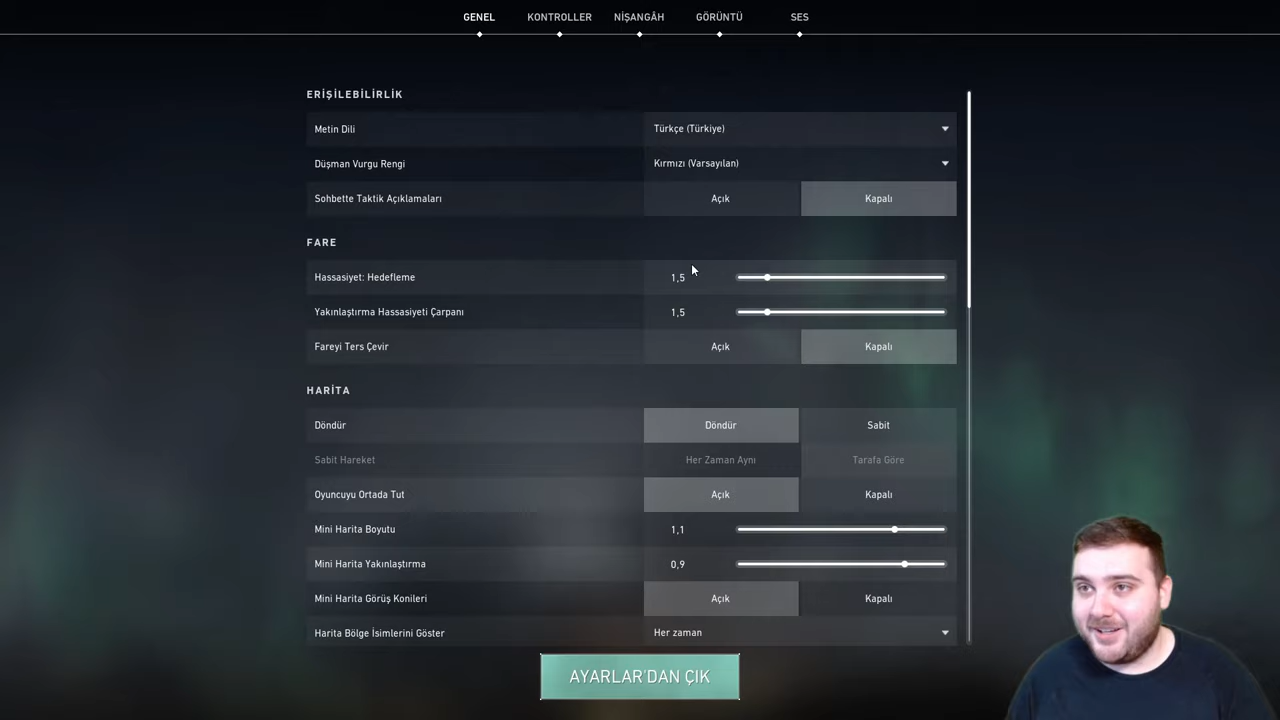 GENEL KONTROLLER NİŞANGÂH GÖRÜNTÜ SES
ERİŞİLEBİLİRLİK
Metin Dili Türkçe (Türkiye)
Düşman Vurgu Rengi Kırmızı (Varsayılan)
Sohbette Taktik Açıklamaları Açık Kapalı
FARE
Hassasiyet: Hedefleme 1,5
Yakınlaştırma Hassasiyeti Çarpanı 1,5
Fareyi Ters Çevir Açık Kapalı
HARİTA
Döndür Döndür Sabit
Sabit Hareket Her Zaman Aynı Tarafa Göre
Oyuncuyu Ortada Tut Açık Kapalı
Mini Harita Boyutu 1,1
Mini Harita Yakınlaştırma 0,9
Mini Harita Görüş Konileri Açık Kapalı
Harita Bölge İsimlerini Göster Her zaman
AYARLAR'DAN ÇIK